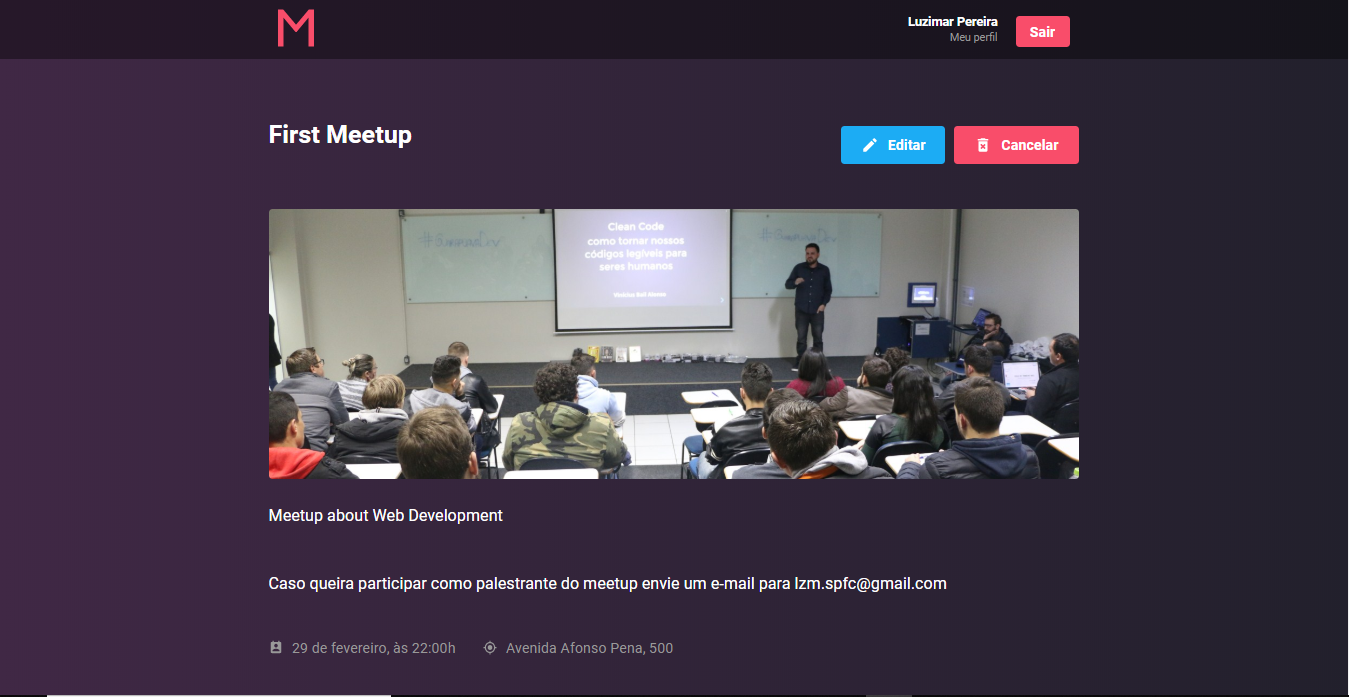 M
Luzimar Pereira
Meu perfil
Sair
First Meetup
Editar
Cancelar
Clean Code
como tornar nossos
códigos legíveis para
seres humanos
Meetup about Web Development
Caso queira participar como palestrante do meetup envie um e-mail para lzm.spfc@gmail.com
29 de fevereiro, às 22:00h
Avenida Afonso Pena, 500